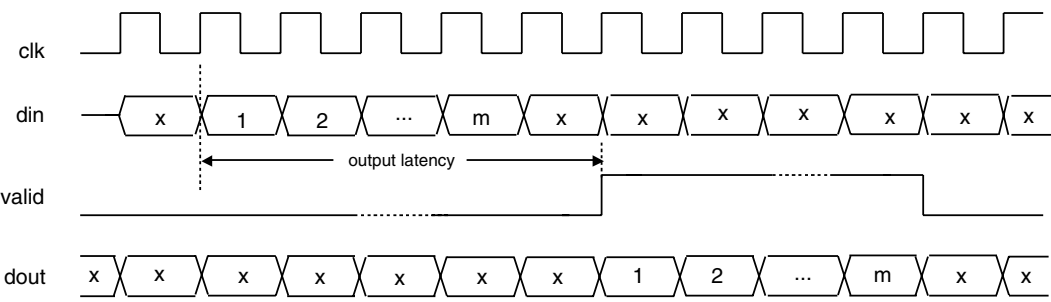 clk
din x 1 2 ... m x x x x x x x
output latency
valid
dout x x x x x x x 1 2 ... m x x